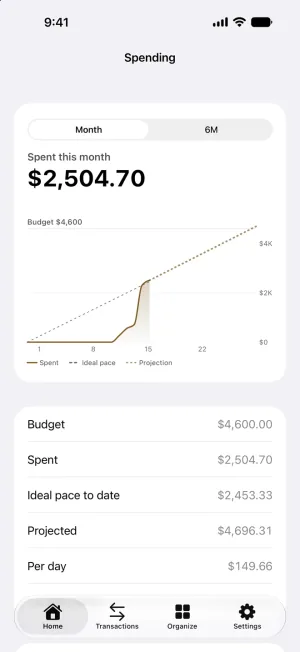 9:41
Spending
Month 6M
Spent this month
$2,504.70
Budget $4,600
$4K
$2K
$0
1 8 15 22
Spent Ideal pace Projection
Budget $4,600.00
Spent $2,504.70
Ideal pace to date $2,453.33
Projected $4,696.31
Per day $149.66
Home Transactions Organize Settings